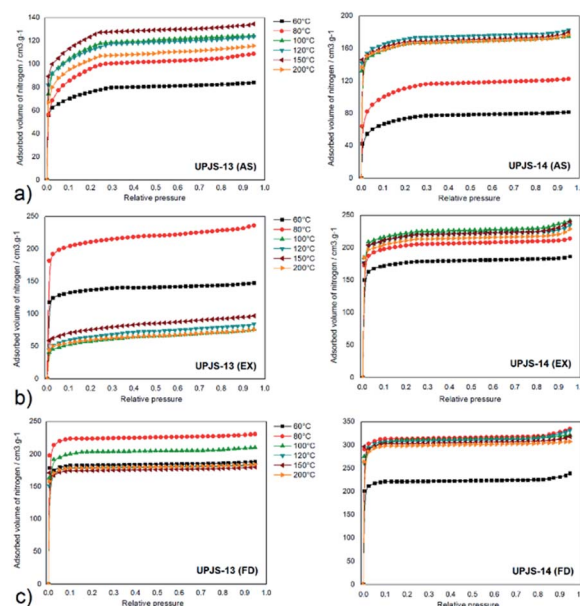 Adsorbed volume of nitrogen / cm3.g-1
140
120
100
80
60
40
20
0
60°C
80°C
100°C
120°C
150°C
200°C
UPJS-13 (AS)
0.0 0.1 0.2 0.3 0.4 0.5 0.6 0.7 0.8 0.9 1.0
Relative pressure
a)
Adsorbed volume of nitrogen / cm3.g-1
200
160
120
80
40
0
UPJS-14 (AS)
0.0 0.1 0.2 0.3 0.4 0.5 0.6 0.7 0.8 0.9 1.
Relative pressure
Adsorbed volume of nitrogen / cm3.g-1
250
200
150
100
50
0
60°C
80°C
100°C
120°C
150°C
200°C
UPJS-13 (EX)
0.0 0.1 0.2 0.3 0.4 0.5 0.6 0.7 0.8 0.9 1.0
Relative pressure
b)
Adsorbed volume of nitrogen / cm3.g-1
250
200
150
100
50
0
UPJS-14 (EX)
0.0 0.1 0.2 0.3 0.4 0.5 0.6 0.7 0.8 0.9 1
Relative pressure
Adsorbed volume of nitrogen / cm3.g-1
250
200
150
100
50
0
60°C
80°C
100°C
120°C
150°C
200°C
UPJS-13 (FD)
0.0 0.1 0.2 0.3 0.4 0.5 0.6 0.7 0.8 0.9 1.0
Relative pressure
c)
Adsorbed volume of nitrogen / cm3.g-1
350
300
250
200
150
100
50
0
UPJS-14 (FD)
0.0 0.1 0.2 0.3 0.4 0.5 0.6 0.7 0.8 0.9 1
Relative pressure